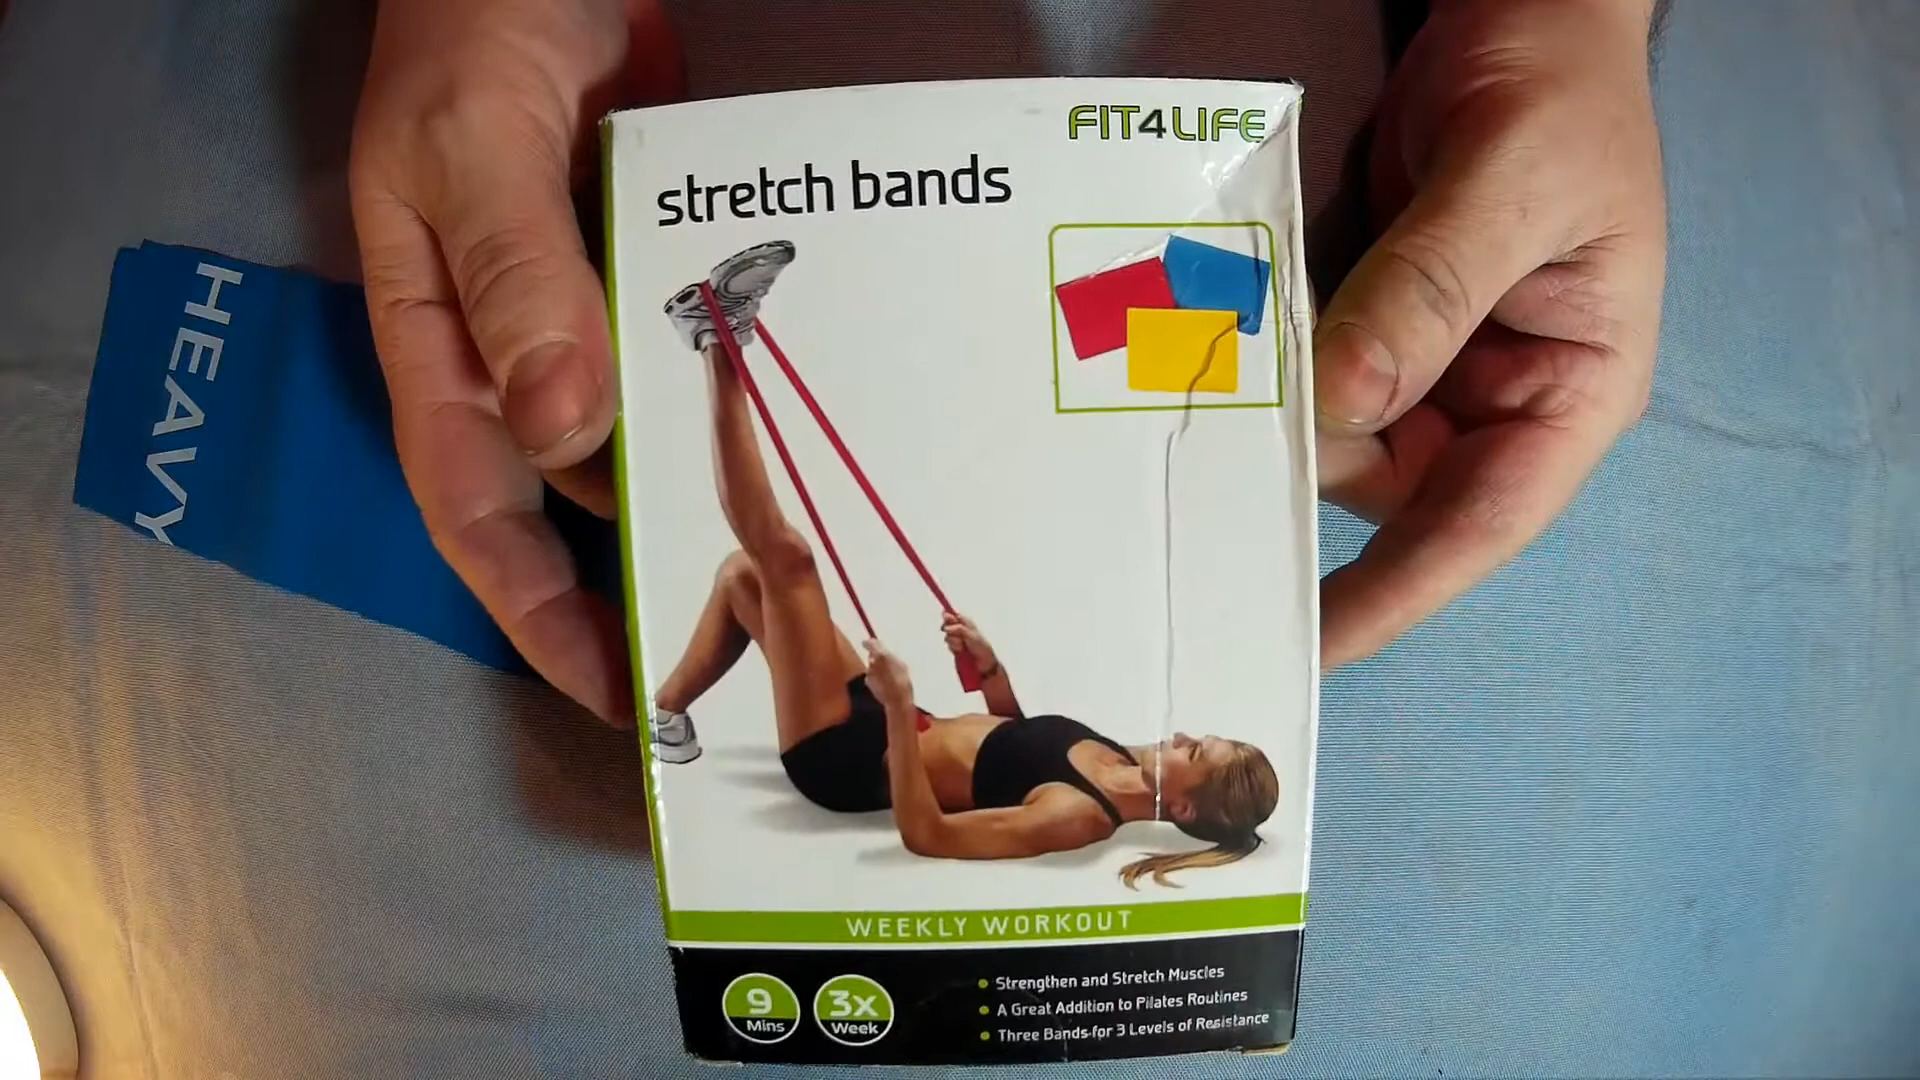 FIT4LIFE
stretch bands
HEAVY
WEEKLY WORKOUT
9
Mins
3x
Week
Strengthen and Stretch Muscles
A Great Addition to Pilates Routines
Three Bands for 3 Levels of Resistance